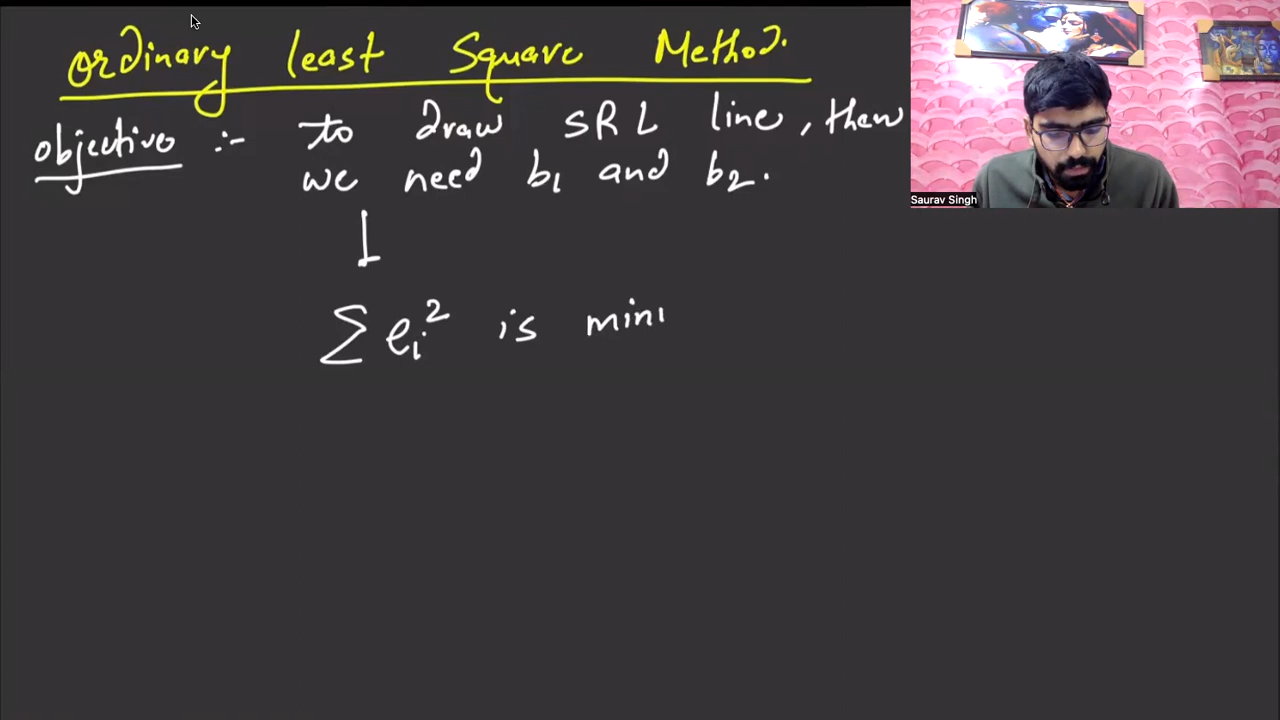 Ordinary least Square Method.
objective :- to draw SRL line, then
we need b₁ and b₂.
∑ eᵢ² is mini
Saurav Singh